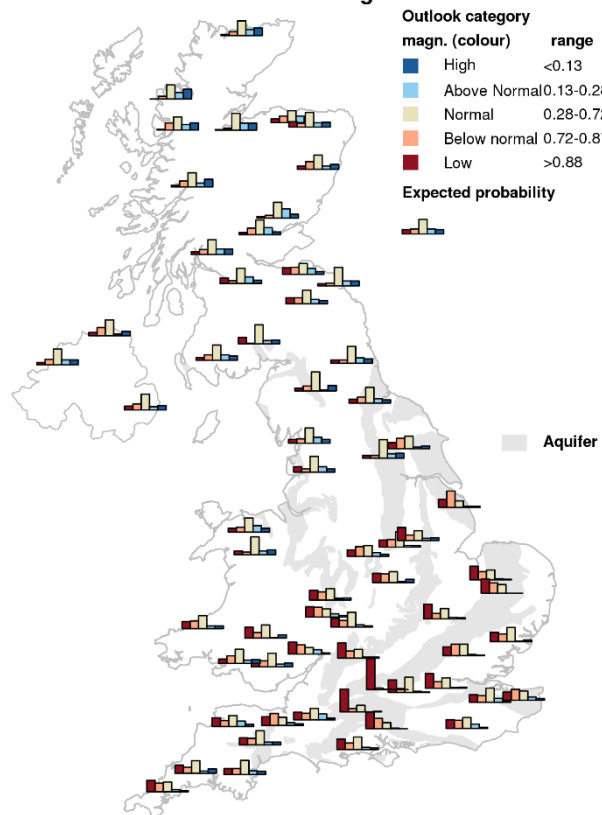 Outlook category
magn. (colour) range
High <0.13
Above Normal 0.13-0.28
Normal 0.28-0.72
Below normal 0.72-0.87
Low >0.88
Expected probability
Aquifer